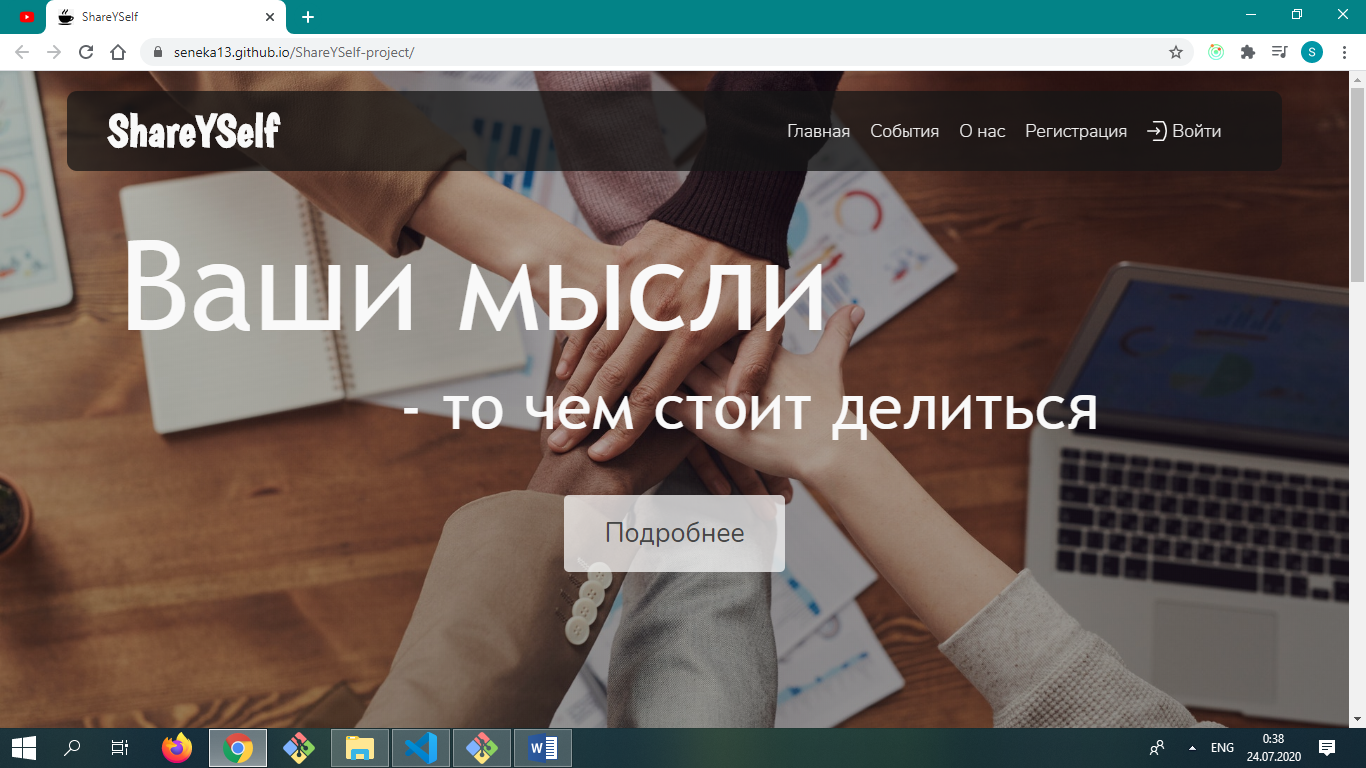 ShareYSelf
seneka13.github.io/ShareYSelf-project/
S
ShareYSelf
Главная События О нас Регистрация Войти
Ваши мысли
- то чем стоит делиться
Подробнее
W
ENG
0:38
24.07.2020